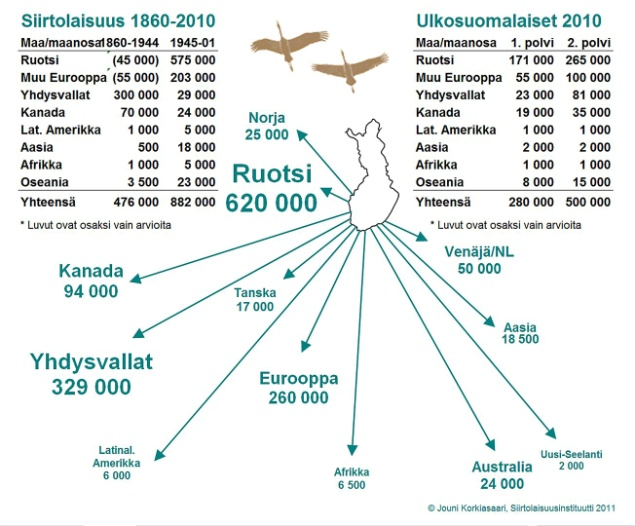 Siirtolaisuus 1860-2010
Maa/maanosa 1860-1944 1945-01
Ruotsi (45 000) 575 000
Muu Eurooppa (55 000) 203 000
Yhdysvallat 300 000 29 000
Kanada 70 000 24 000
Lat. Amerikka 1 000 5 000
Aasia 500 18 000
Afrikka 1 000 5 000
Oseania 3 500 23 000
Yhteensä 476 000 882 000
* Luvut ovat osaksi vain arvioita
Ulkosuomalaiset 2010
Maa/maanosa 1. polvi 2. polvi
Ruotsi 171 000 265 000
Muu Eurooppa 55 000 100 000
Yhdysvallat 23 000 81 000
Kanada 19 000 35 000
Lat. Amerikka 1 000 1 000
Aasia 2 000 2 000
Afrikka 1 000 1 000
Oseania 8 000 15 000
Yhteensä 280 000 500 000
* Luvut ovat osaksi vain arvioita
Norja
25 000
Ruotsi
620 000
Venäjä/NL
50 000
Kanada
94 000
Tanska
17 000
Aasia
18 500
Yhdysvallat
329 000
Eurooppa
260 000
Latinal.
Amerikka
6 000
Afrikka
6 500
Australia
24 000
Uusi-Seelanti
2 000
© Jouni Korkiasaari, Siirtolaisuusinstituutti 2011